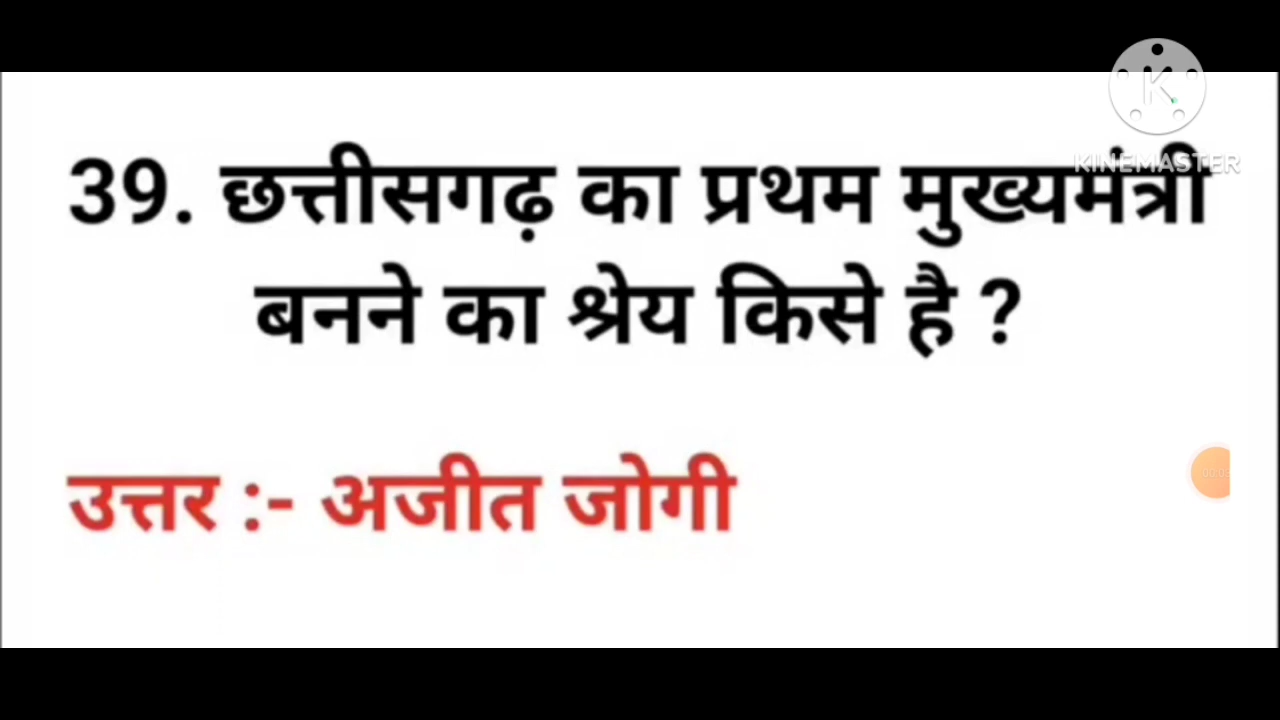 KINEMASTER
39. छत्तीसगढ़ का प्रथम मुख्यमंत्री
बनने का श्रेय किसे है ?
उत्तर :- अजीत जोगी